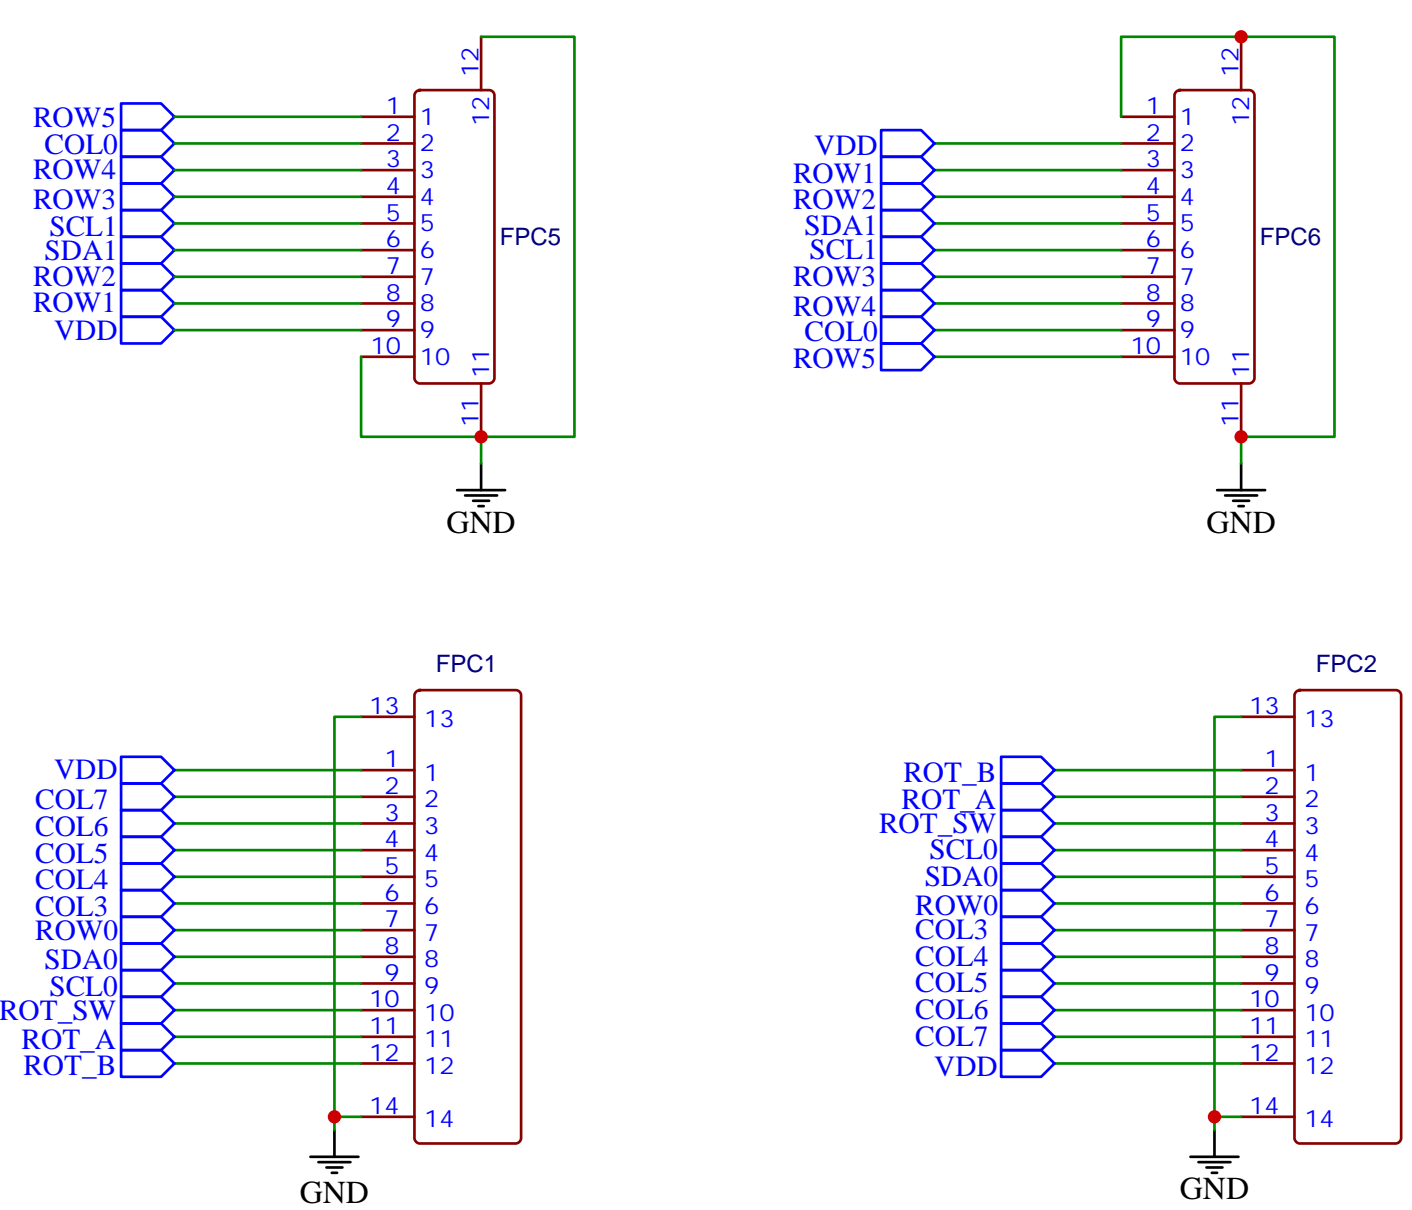 12
12
ROW5 1 1
COL0 2 2
ROW4 3 3
ROW3 4 4
SCL1 5 5
SDA1 6 6
ROW2 7 7
ROW1 8 8
VDD 9 9
10 10
11
11
FPC5
GND
12
12
1 1
VDD 2 2
ROW1 3 3
ROW2 4 4
SDA1 5 5
SCL1 6 6
ROW3 7 7
ROW4 8 8
COL0 9 9
ROW5 10 10
11
11
FPC6
GND
FPC1
13 13
VDD 1 1
COL7 2 2
COL6 3 3
COL5 4 4
COL4 5 5
COL3 6 6
ROW0 7 7
SDA0 8 8
SCL0 9 9
ROT_SW 10 10
ROT_A 11 11
ROT_B 12 12
14 14
GND
FPC2
13 13
ROT_B 1 1
ROT_A 2 2
ROT_SW 3 3
SCL0 4 4
SDA0 5 5
ROW0 6 6
COL3 7 7
COL4 8 8
COL5 9 9
COL6 10 10
COL7 11 11
VDD 12 12
14 14
GND